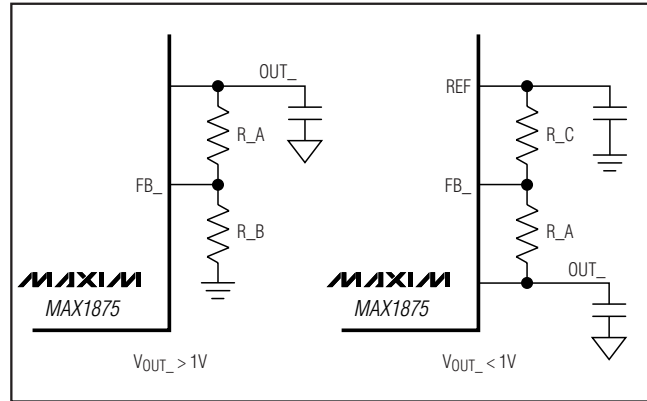 OUT_
R_A
FB_
R_B
MAXIM
MAX1875
VOUT_ > 1V
REF
R_C
FB_
R_A
OUT_
MAXIM
MAX1875
VOUT_ < 1V